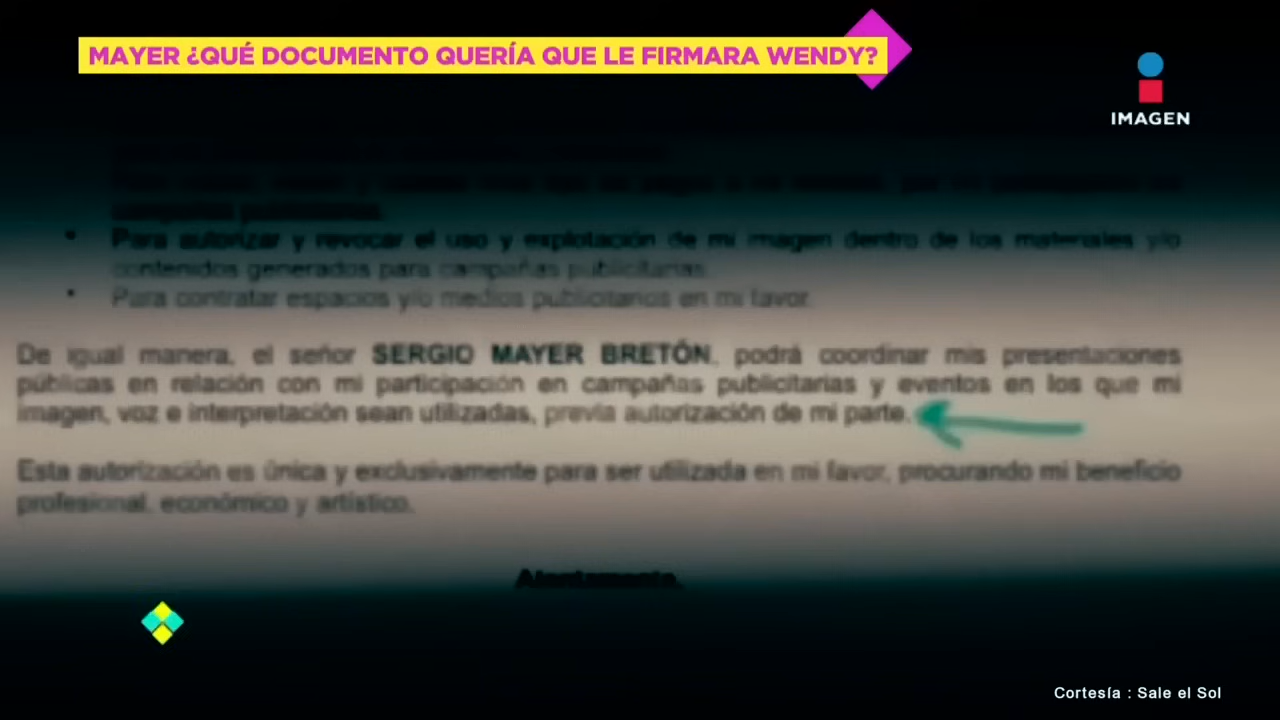 MAYER ¿QUÉ DOCUMENTO QUERÍA QUE LE FIRMARA WENDY?
IMAGEN
campañas publicitarias.
Para autorizar y revocar el uso y explotación de mi imagen dentro de los materiales y/o
contenidos generados para campañas publicitarias.
Para contratar espacios y/o medios publicitarios en mi favor.
De igual manera, el señor SERGIO MAYER BRETÓN, podrá coordinar mis presentaciones
públicas en relación con mi participación en campañas publicitarias y eventos en los que mi
imagen, voz e interpretación sean utilizadas, previa autorización de mi parte.
Esta autorización es única y exclusivamente para ser utilizada en mi favor, procurando mi beneficio
profesional, económico y artístico.
Atentamente,
Cortesía : Sale el Sol